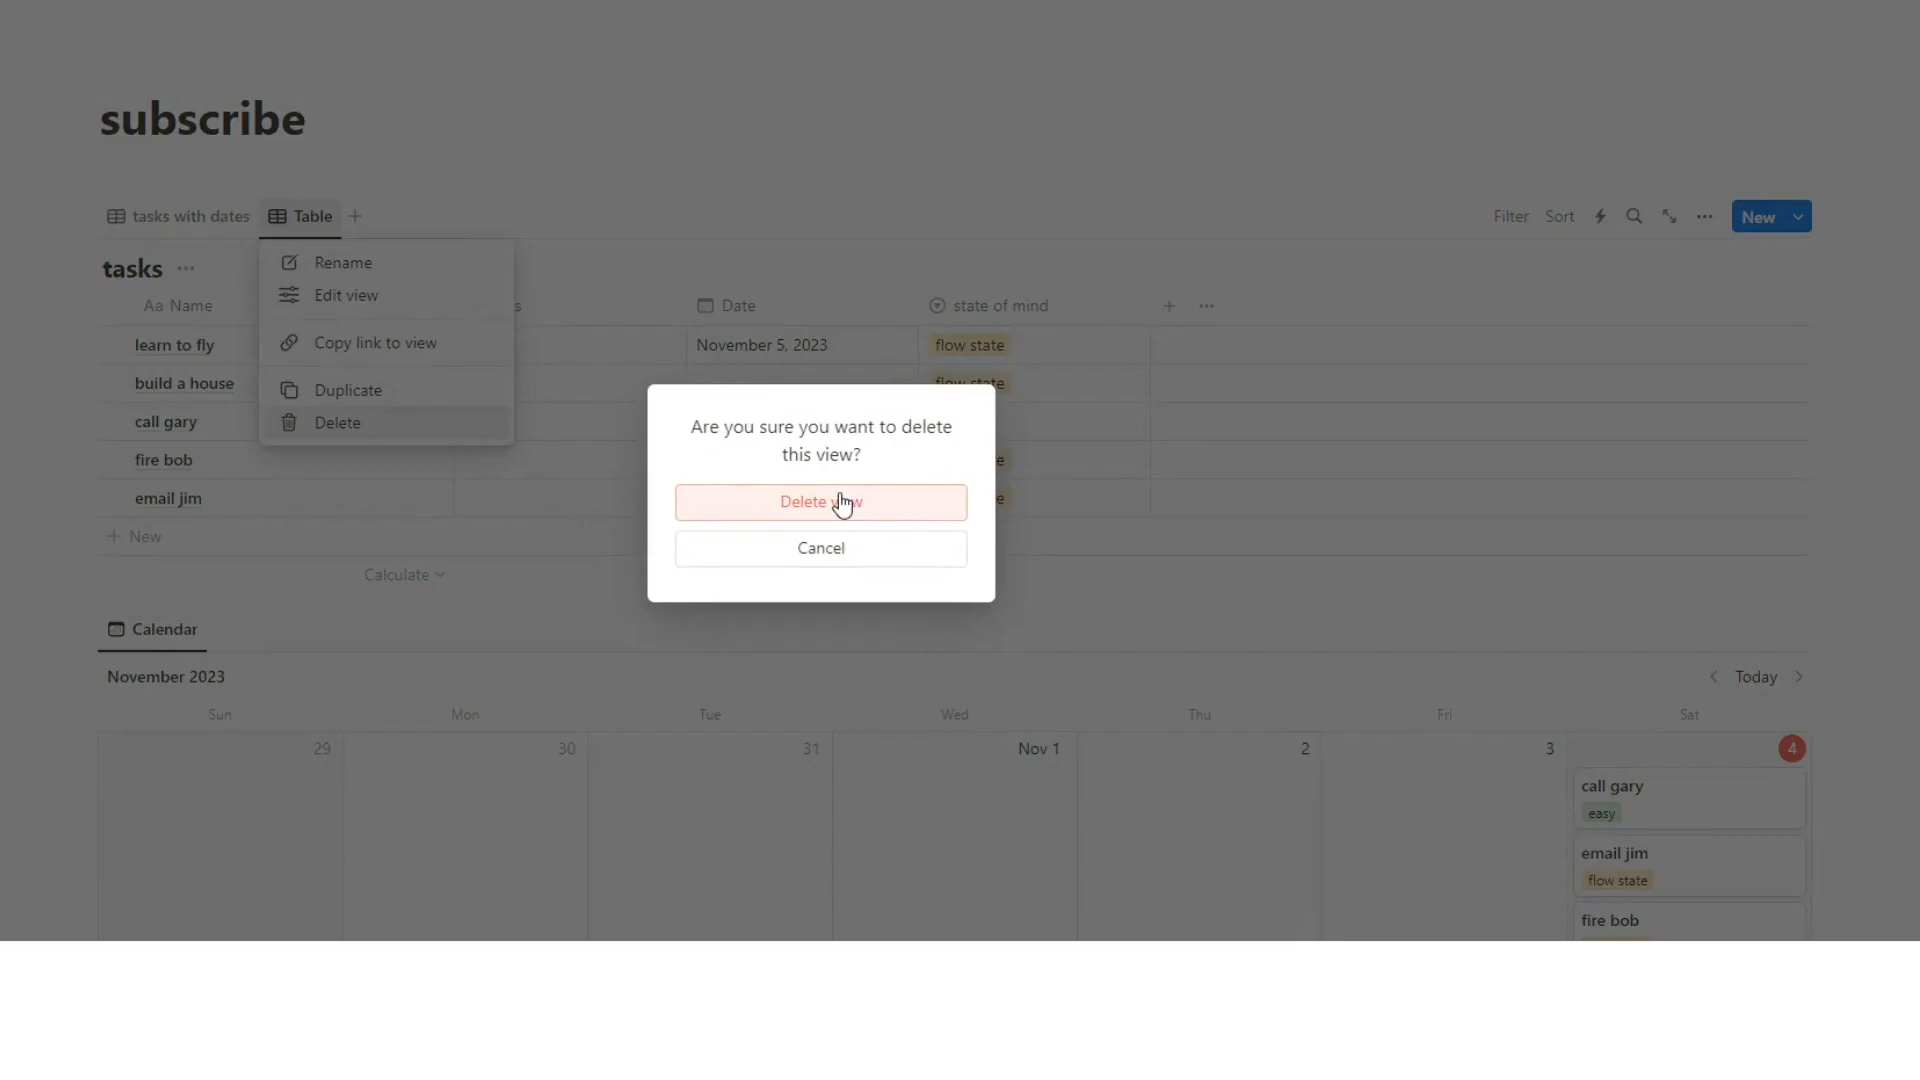 subscribe
tasks with dates
Table
Filter
Sort
New
tasks
Rename
Edit view
Copy link to view
Duplicate
Delete
Aa Name
s
Date
state of mind
learn to fly
November 5, 2023
flow state
build a house
flow state
call gary
fire bob
e
email jim
e
New
Calculate
Are you sure you want to delete
this view?
Delete
Cancel
Calendar
November 2023
Today
Sun
Mon
Tue
Wed
Thu
Fri
Sat
29
30
31
Nov 1
2
3
4
call gary
easy
email jim
flow state
fire bob